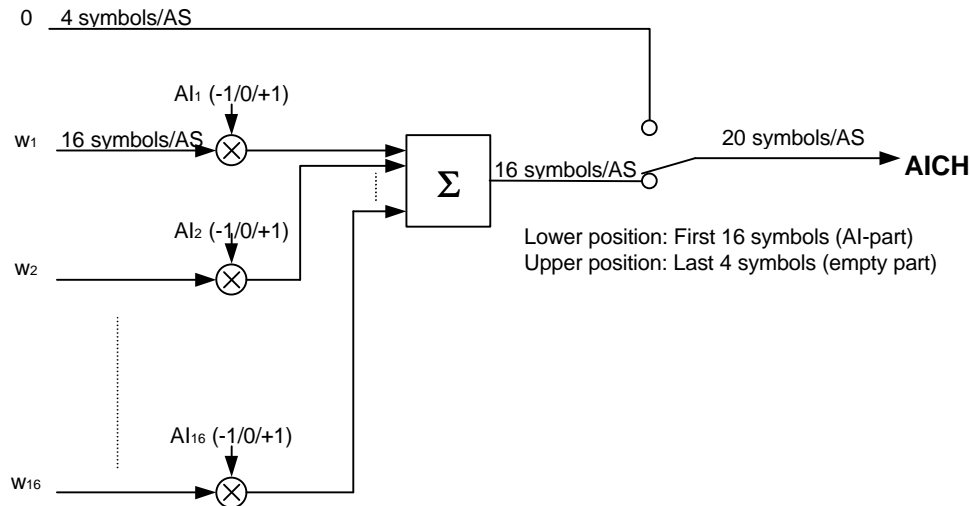 0 4 symbols/AS
AI1 (-1/0/+1)
w1 16 symbols/AS
Σ
16 symbols/AS
20 symbols/AS
AICH
AI2 (-1/0/+1)
w2
Lower position: First 16 symbols (AI-part)
Upper position: Last 4 symbols (empty part)
AI16 (-1/0/+1)
w16